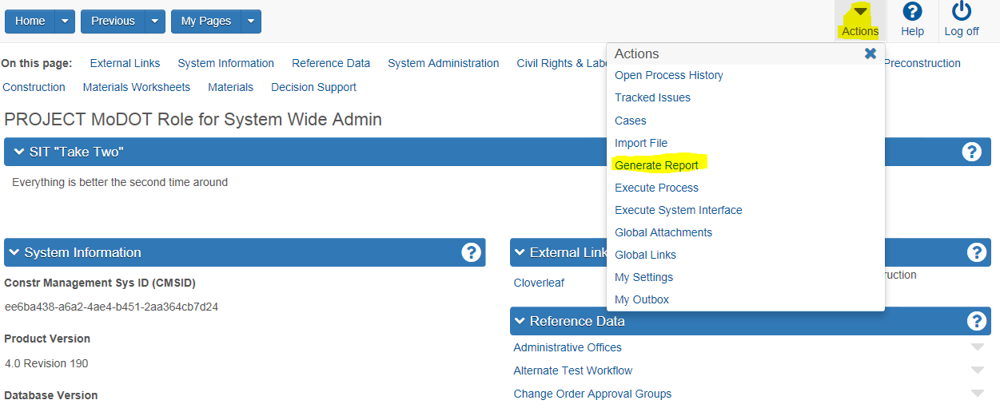 Home Previous My Pages Actions Help Log off
On this page: External Links System Information Reference Data System Administration Civil Rights & Lab Preconstruction
Construction Materials Worksheets Materials Decision Support
Actions
Open Process History
Tracked Issues
Cases
Import File
Generate Report
Execute Process
Execute System Interface
Global Attachments
Global Links
My Settings
My Outbox
PROJECT MoDOT Role for System Wide Admin
SIT "Take Two" ?
Everything is better the second time around
System Information ?
Constr Management Sys ID (CMSID)
ee6ba438-a6a2-4ae4-b451-2aa364cb7d24
Product Version
4.0 Revision 190
Database Version
External Link ?
Cloverleaf ruction
Reference Data ?
Administrative Offices
Alternate Test Workflow
Change Order Approval Groups